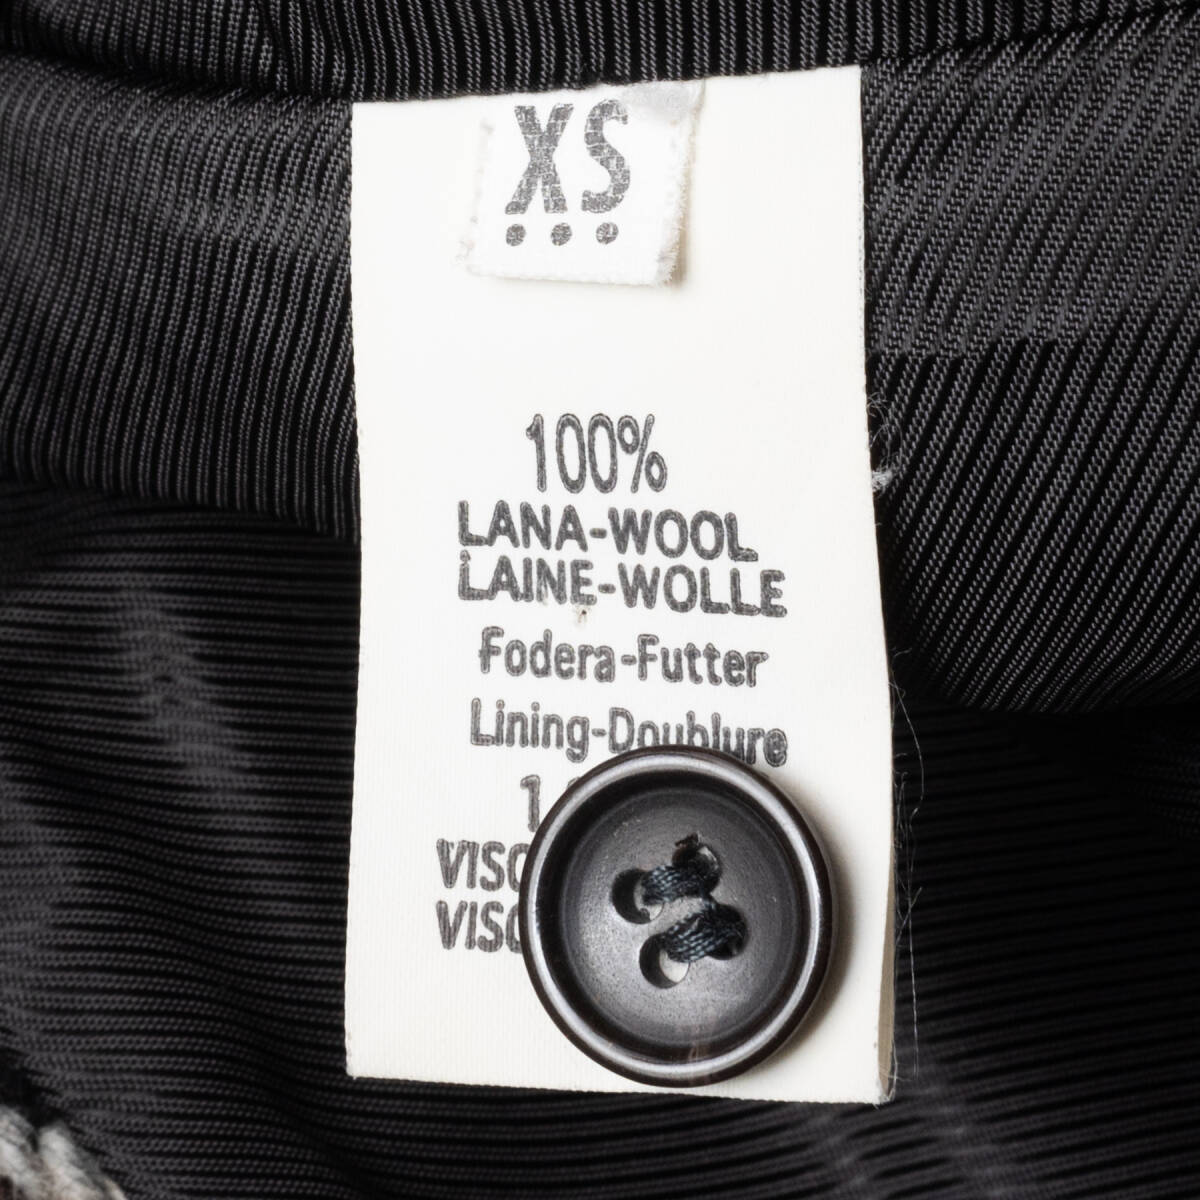 XS
100%
LANA-WOOL
LAINE-WOLLE
Fodera-Futter
Lining-Doublure